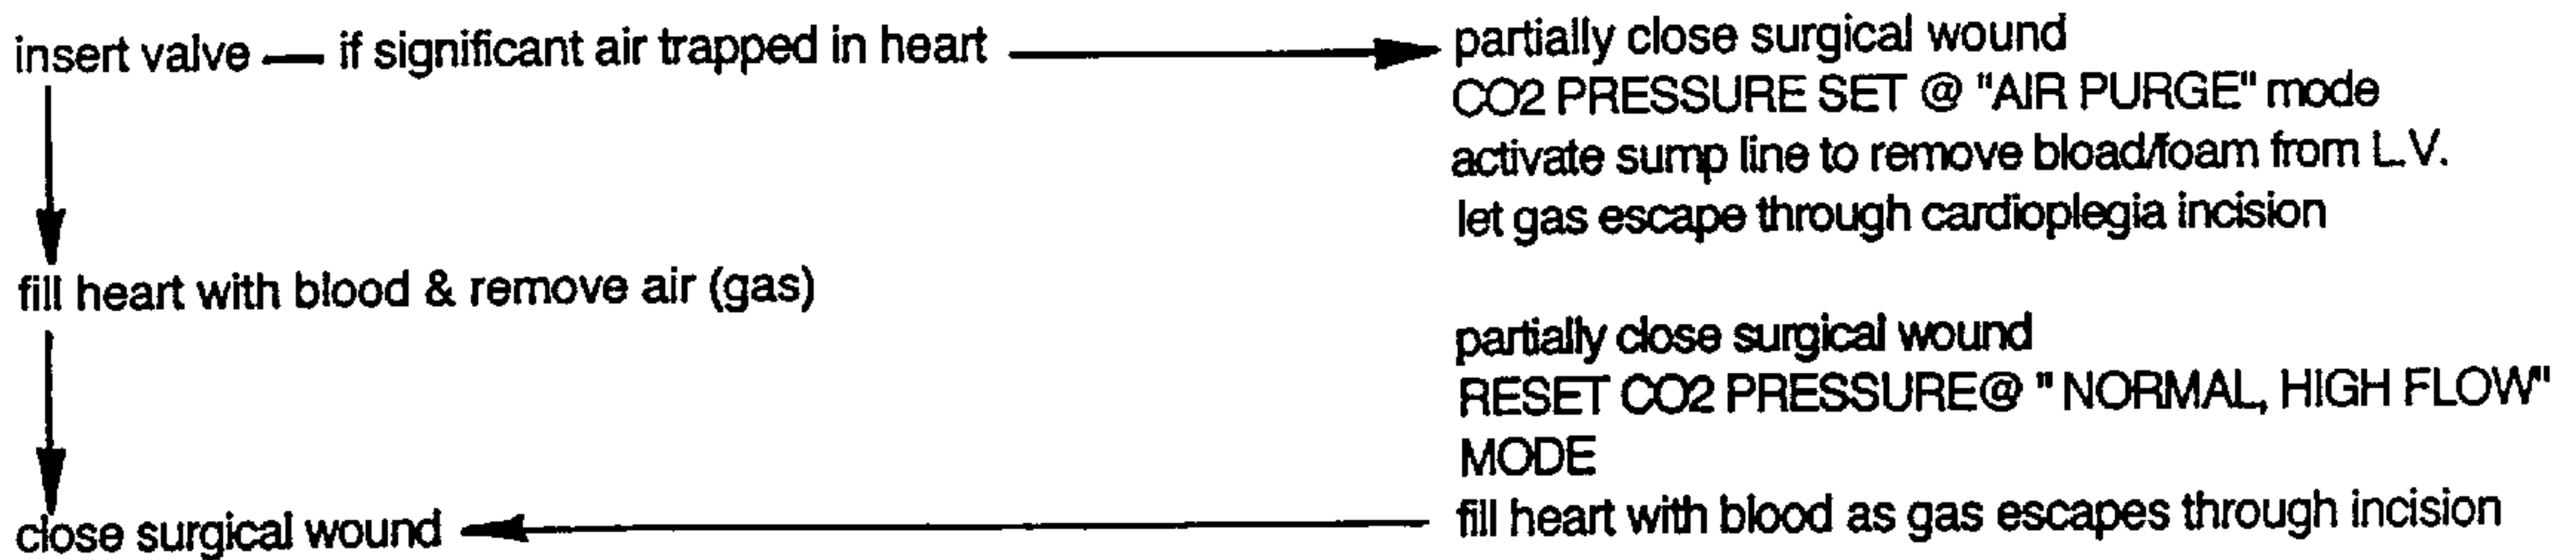 insert valve — if significant air trapped in heart
partially close surgical wound
CO2 PRESSURE SET @ "AIR PURGE" mode
activate sump line to remove bload/foam from L.V.
let gas escape through cardioplegia incision
fill heart with blood & remove air (gas)
partially close surgical wound
RESET CO2 PRESSURE@ " NORMAL, HIGH FLOW"
MODE
fill heart with blood as gas escapes through incision
close surgical wound